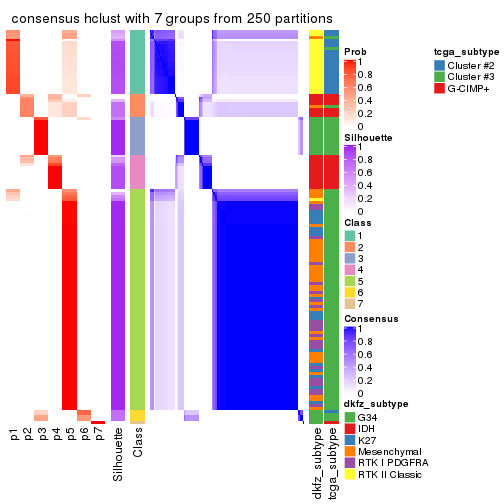 consensus hclust with 7 groups from 250 partitions
Prob
1
0.8
0.6
0.4
0.2
0
Silhouette
1
0.8
0.6
0.4
0.2
0
Class
1
2
3
4
5
6
7
Consensus
1
0.8
0.6
0.4
0.2
0
dkfz_subtype
G34
IDH
K27
Mesenchymal
RTK I PDGFRA
RTK II Classic
tcga_subtype
Cluster #2
Cluster #3
G-CIMP+
p1
p2
p3
p4
p5
p6
p7
Silhouette
Class
dkfz_subtype
tcga_subtype